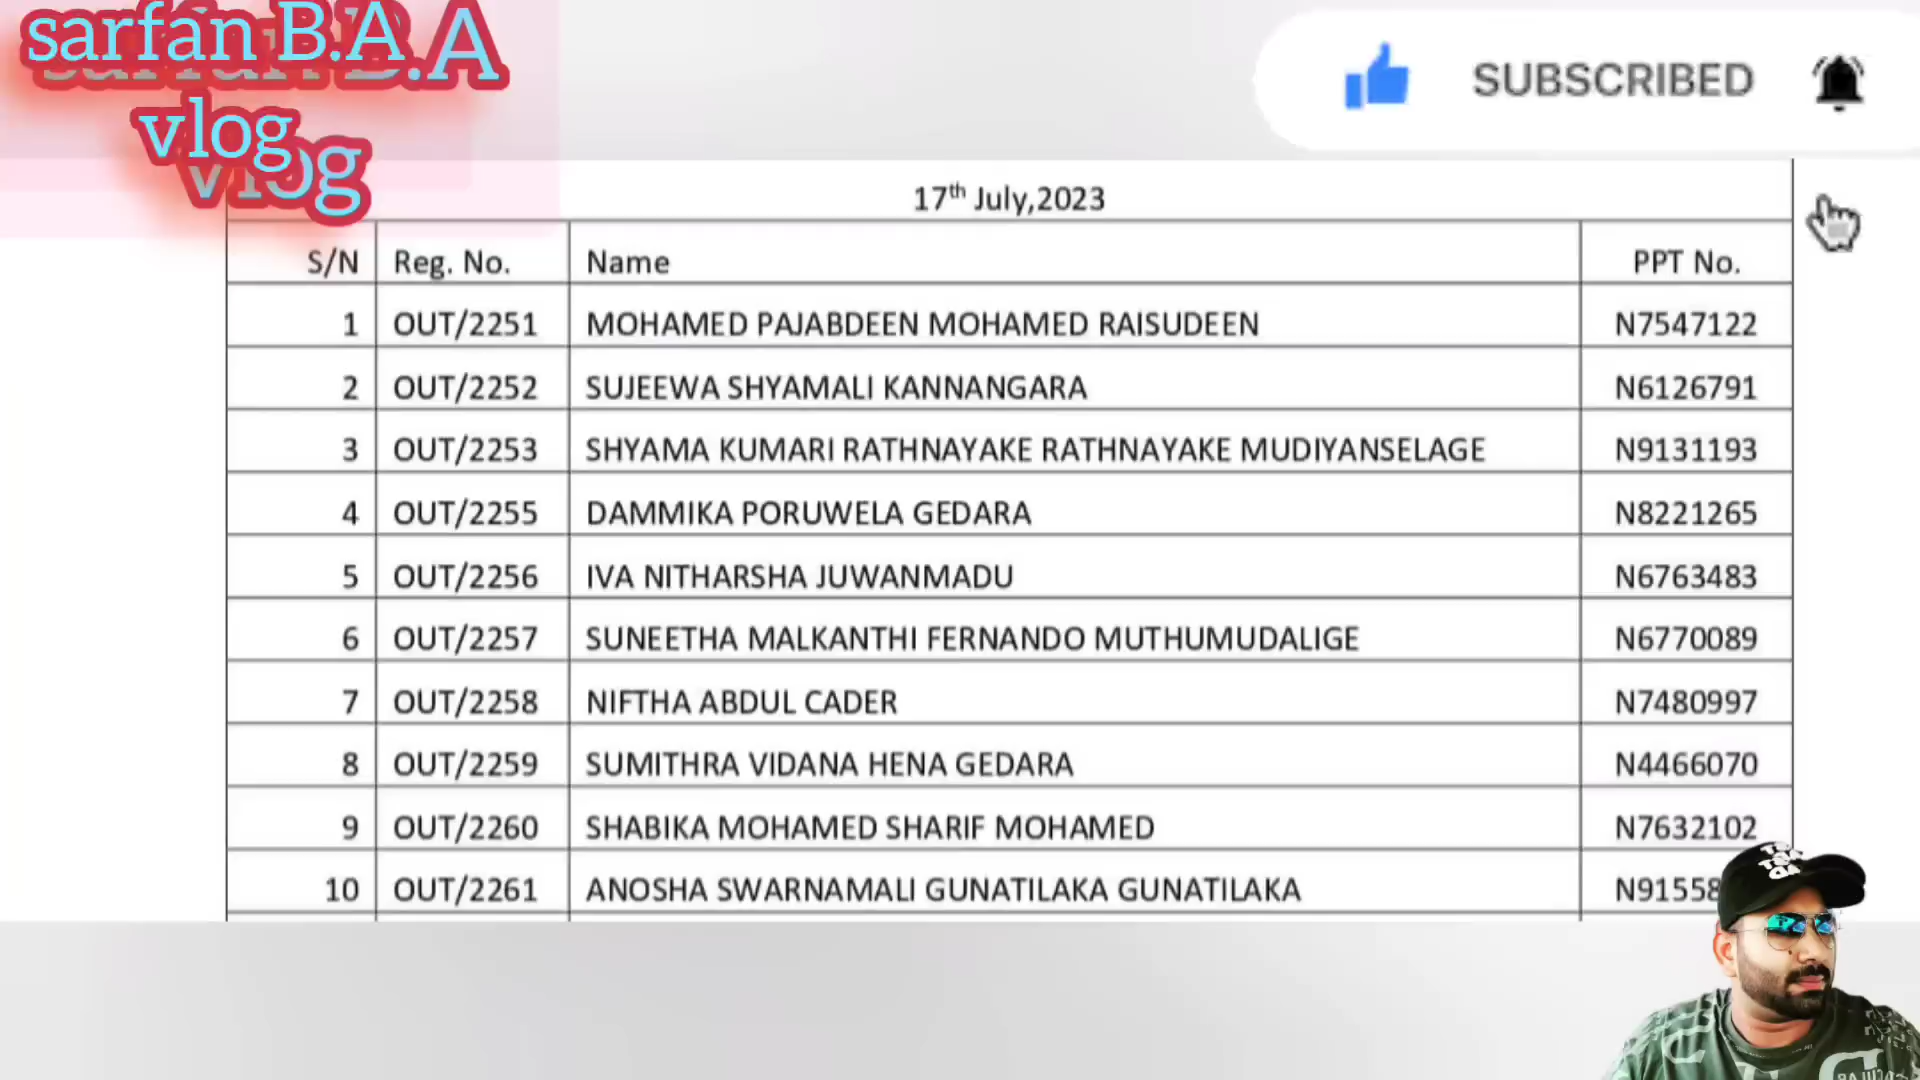 sarfan B.A.A
vlog
vlog
SUBSCRIBED
17th July,2023
S/N Reg. No. Name PPT No.
1 OUT/2251 MOHAMED PAJABDEEN MOHAMED RAISUDEEN N7547122
2 OUT/2252 SUJEEWA SHYAMALI KANNANGARA N6126791
3 OUT/2253 SHYAMA KUMARI RATHNAYAKE RATHNAYAKE MUDIYANSELAGE N9131193
4 OUT/2255 DAMMIKA PORUWELA GEDARA N8221265
5 OUT/2256 IVA NITHARSHA JUWANMADU N6763483
6 OUT/2257 SUNEETHA MALKANTHI FERNANDO MUTHUMUDALIGE N6770089
7 OUT/2258 NIFTHA ABDUL CADER N7480997
8 OUT/2259 SUMITHRA VIDANA HENA GEDARA N4466070
9 OUT/2260 SHABIKA MOHAMED SHARIF MOHAMED N7632102
10 OUT/2261 ANOSHA SWARNAMALI GUNATILAKA GUNATILAKA N91558